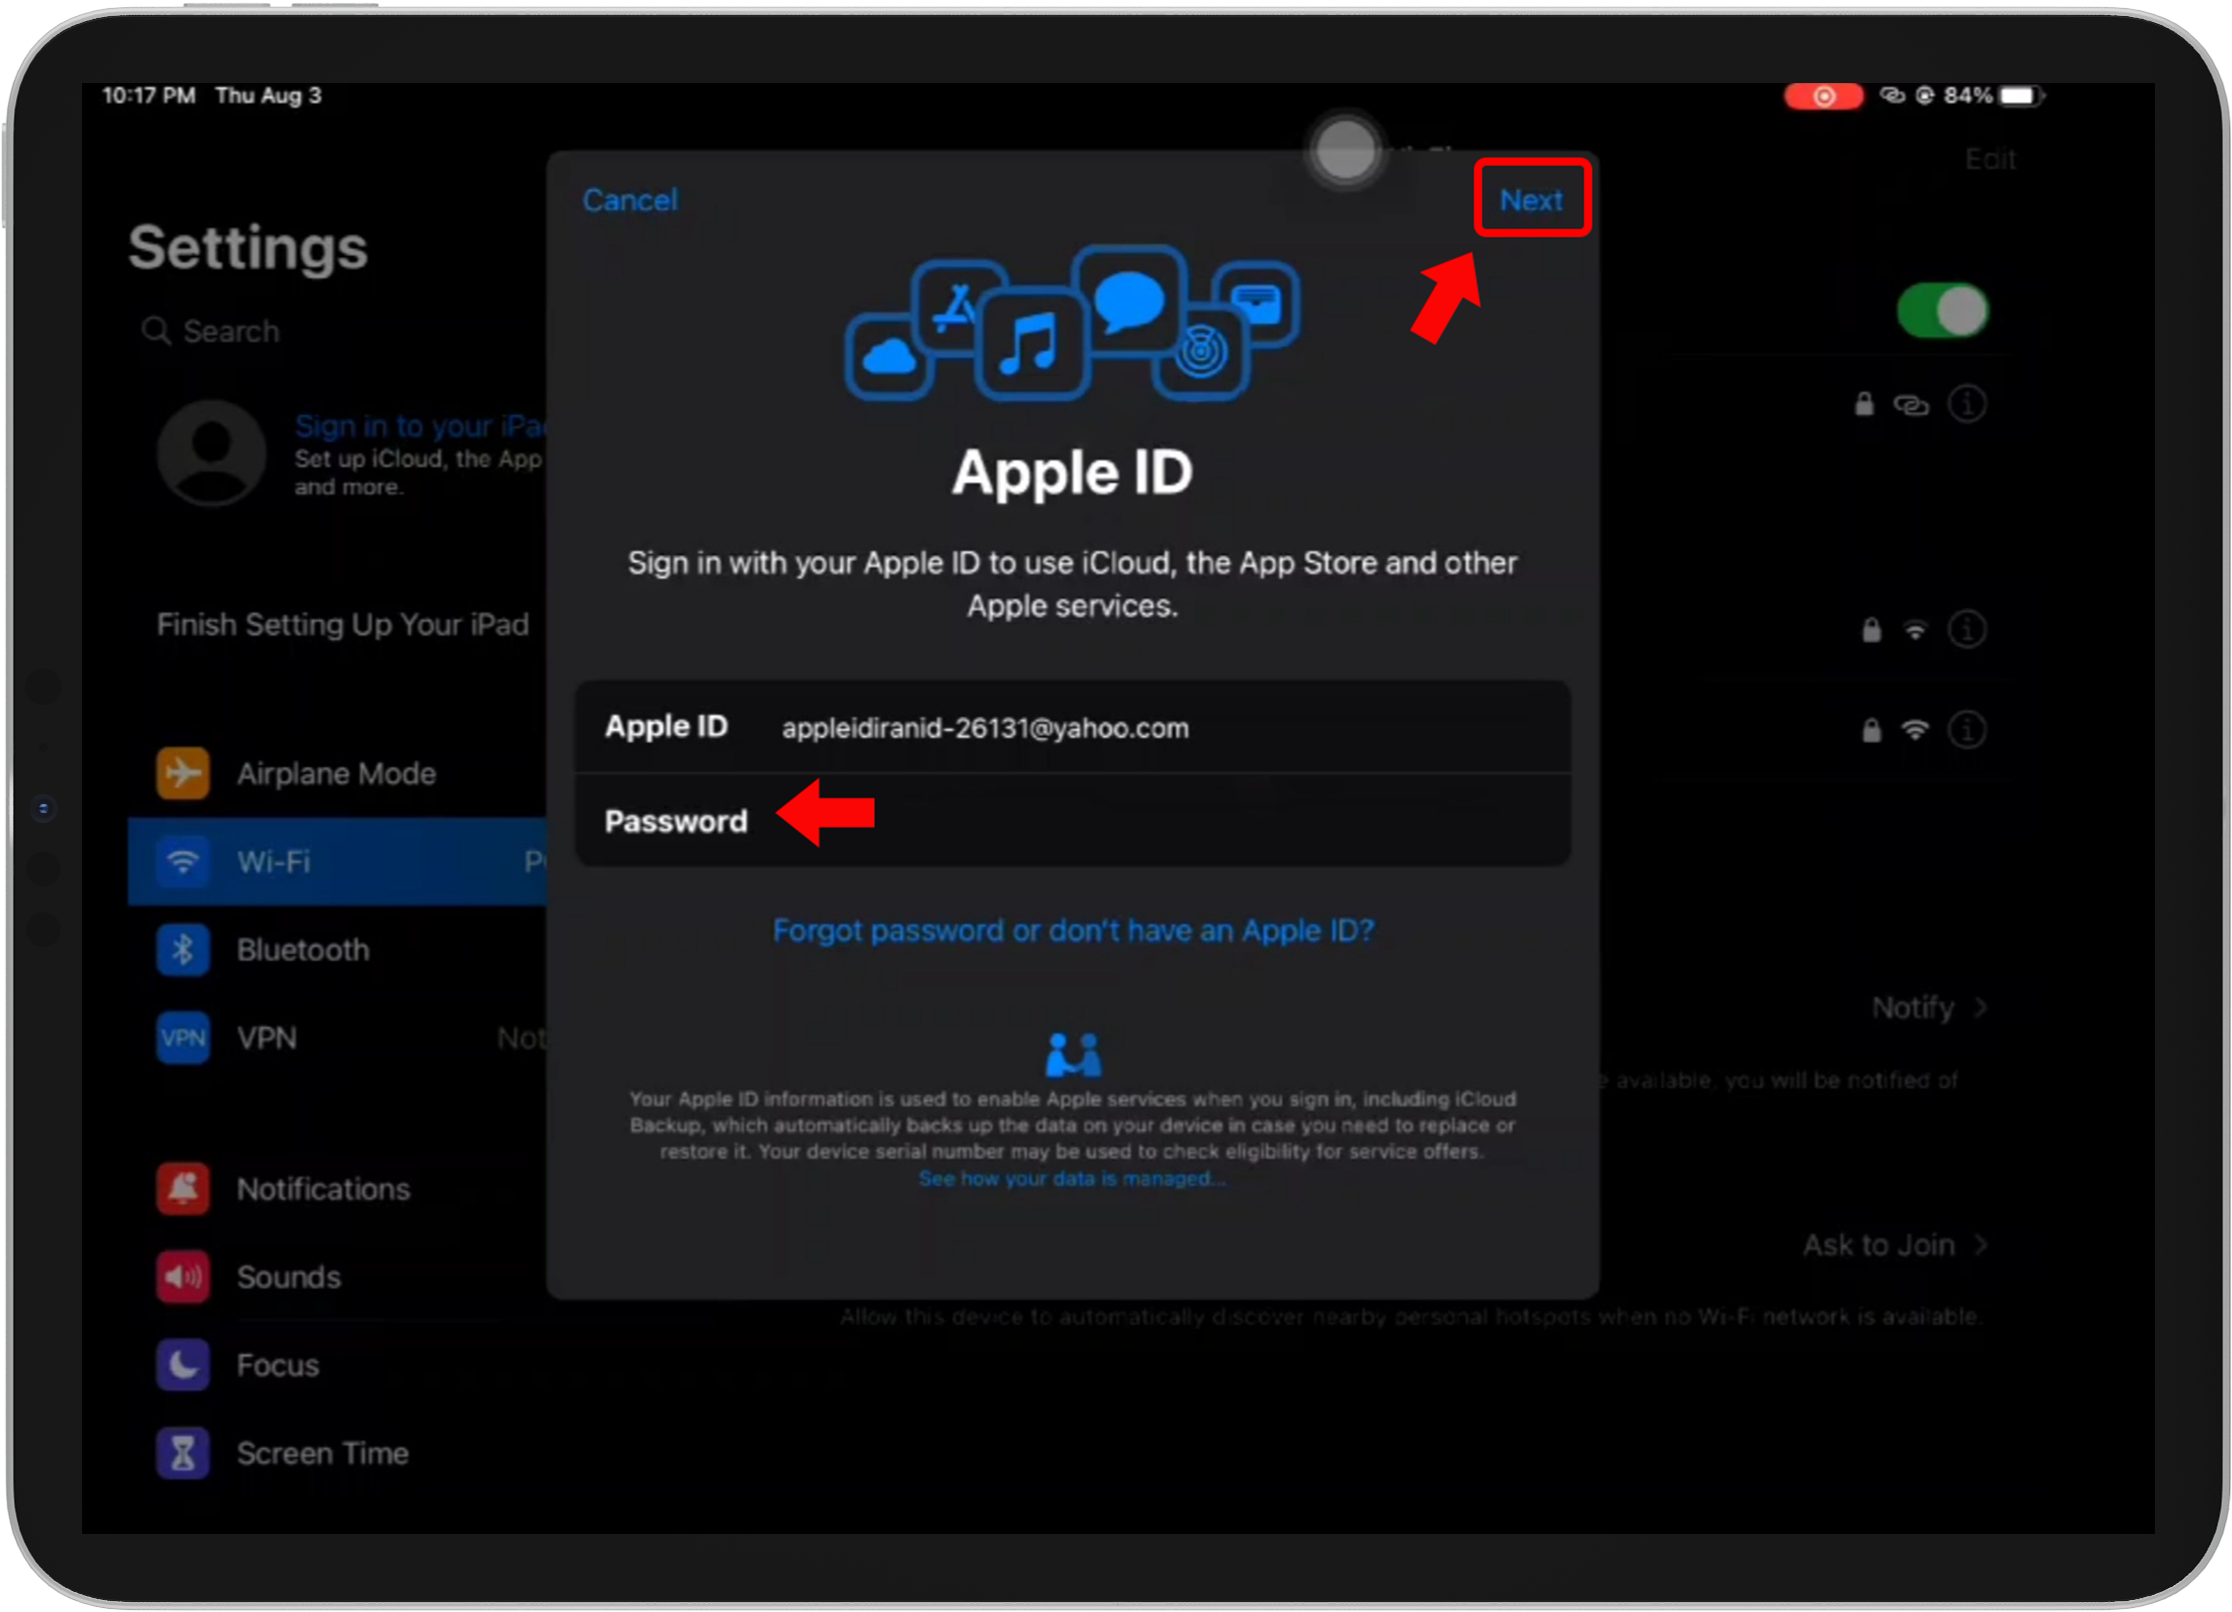 10:17 PM Thu Aug 3
84%
Edit
Cancel
Next
Settings
Search
Sign in to your
Set up iCloud, the App
and more.
Apple ID
Sign in with your Apple ID to use iCloud, the App Store and other
Apple services.
Finish Setting Up Your iPad
Apple ID appleidiranid-26131@yahoo.com
Password
Airplane Mode
Wi-Fi
Bluetooth
VPN VPN Not
Forgot password or don't have an Apple ID?
Notify
e available, you will be notified of
Your Apple ID information is used to enable Apple services when you sign in, including iCloud
Backup, which automatically backs up the data on your device in case you need to replace or
restore it. Your device serial number may be used to check eligibility for service offers.
See how your data is managed...
Notifications
Sounds
Focus
Screen Time
Ask to Join
Allow this device to automatically discover nearby personal hotspots when no Wi-Fi network is available.